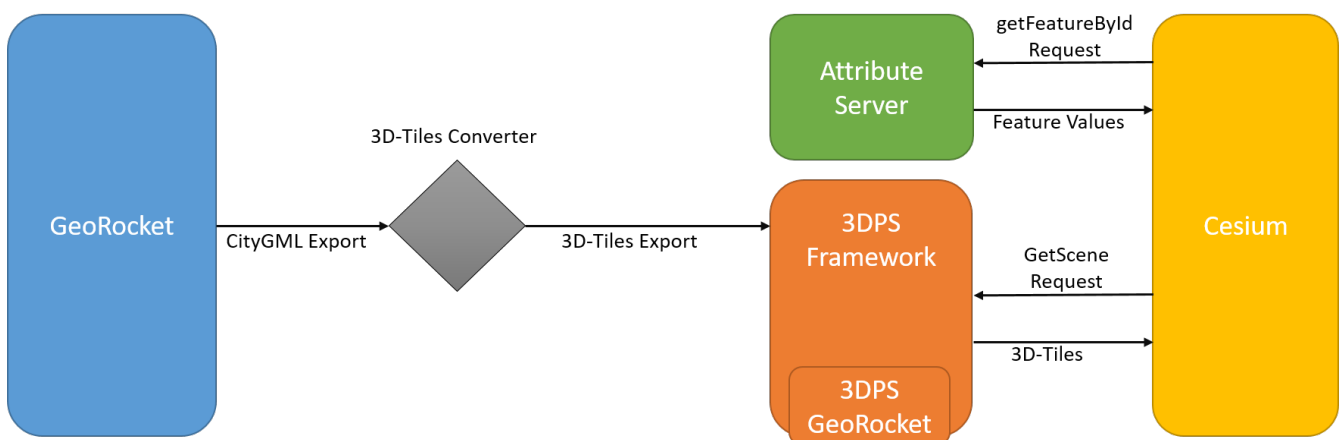 GeoRocket
CityGML Export
3D-Tiles Converter
3D-Tiles Export
Attribute
Server
getFeatureById
Request
Feature Values
3DPS
Framework
3DPS
GeoRocket
GetScene
Request
3D-Tiles
Cesium